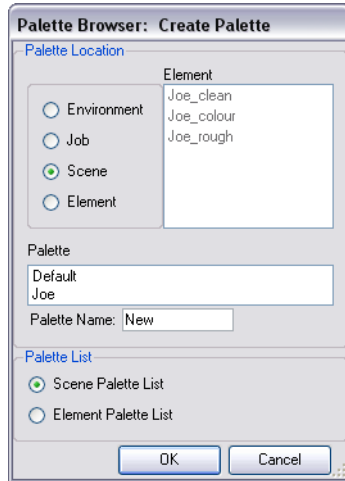 Palette Browser: Create Palette
Palette Location
Element
Environment
Job
Scene
Element
Joe_clean
Joe_colour
Joe_rough
Palette
Default
Joe
Palette Name: New
Palette List
Scene Palette List
Element Palette List
OK Cancel